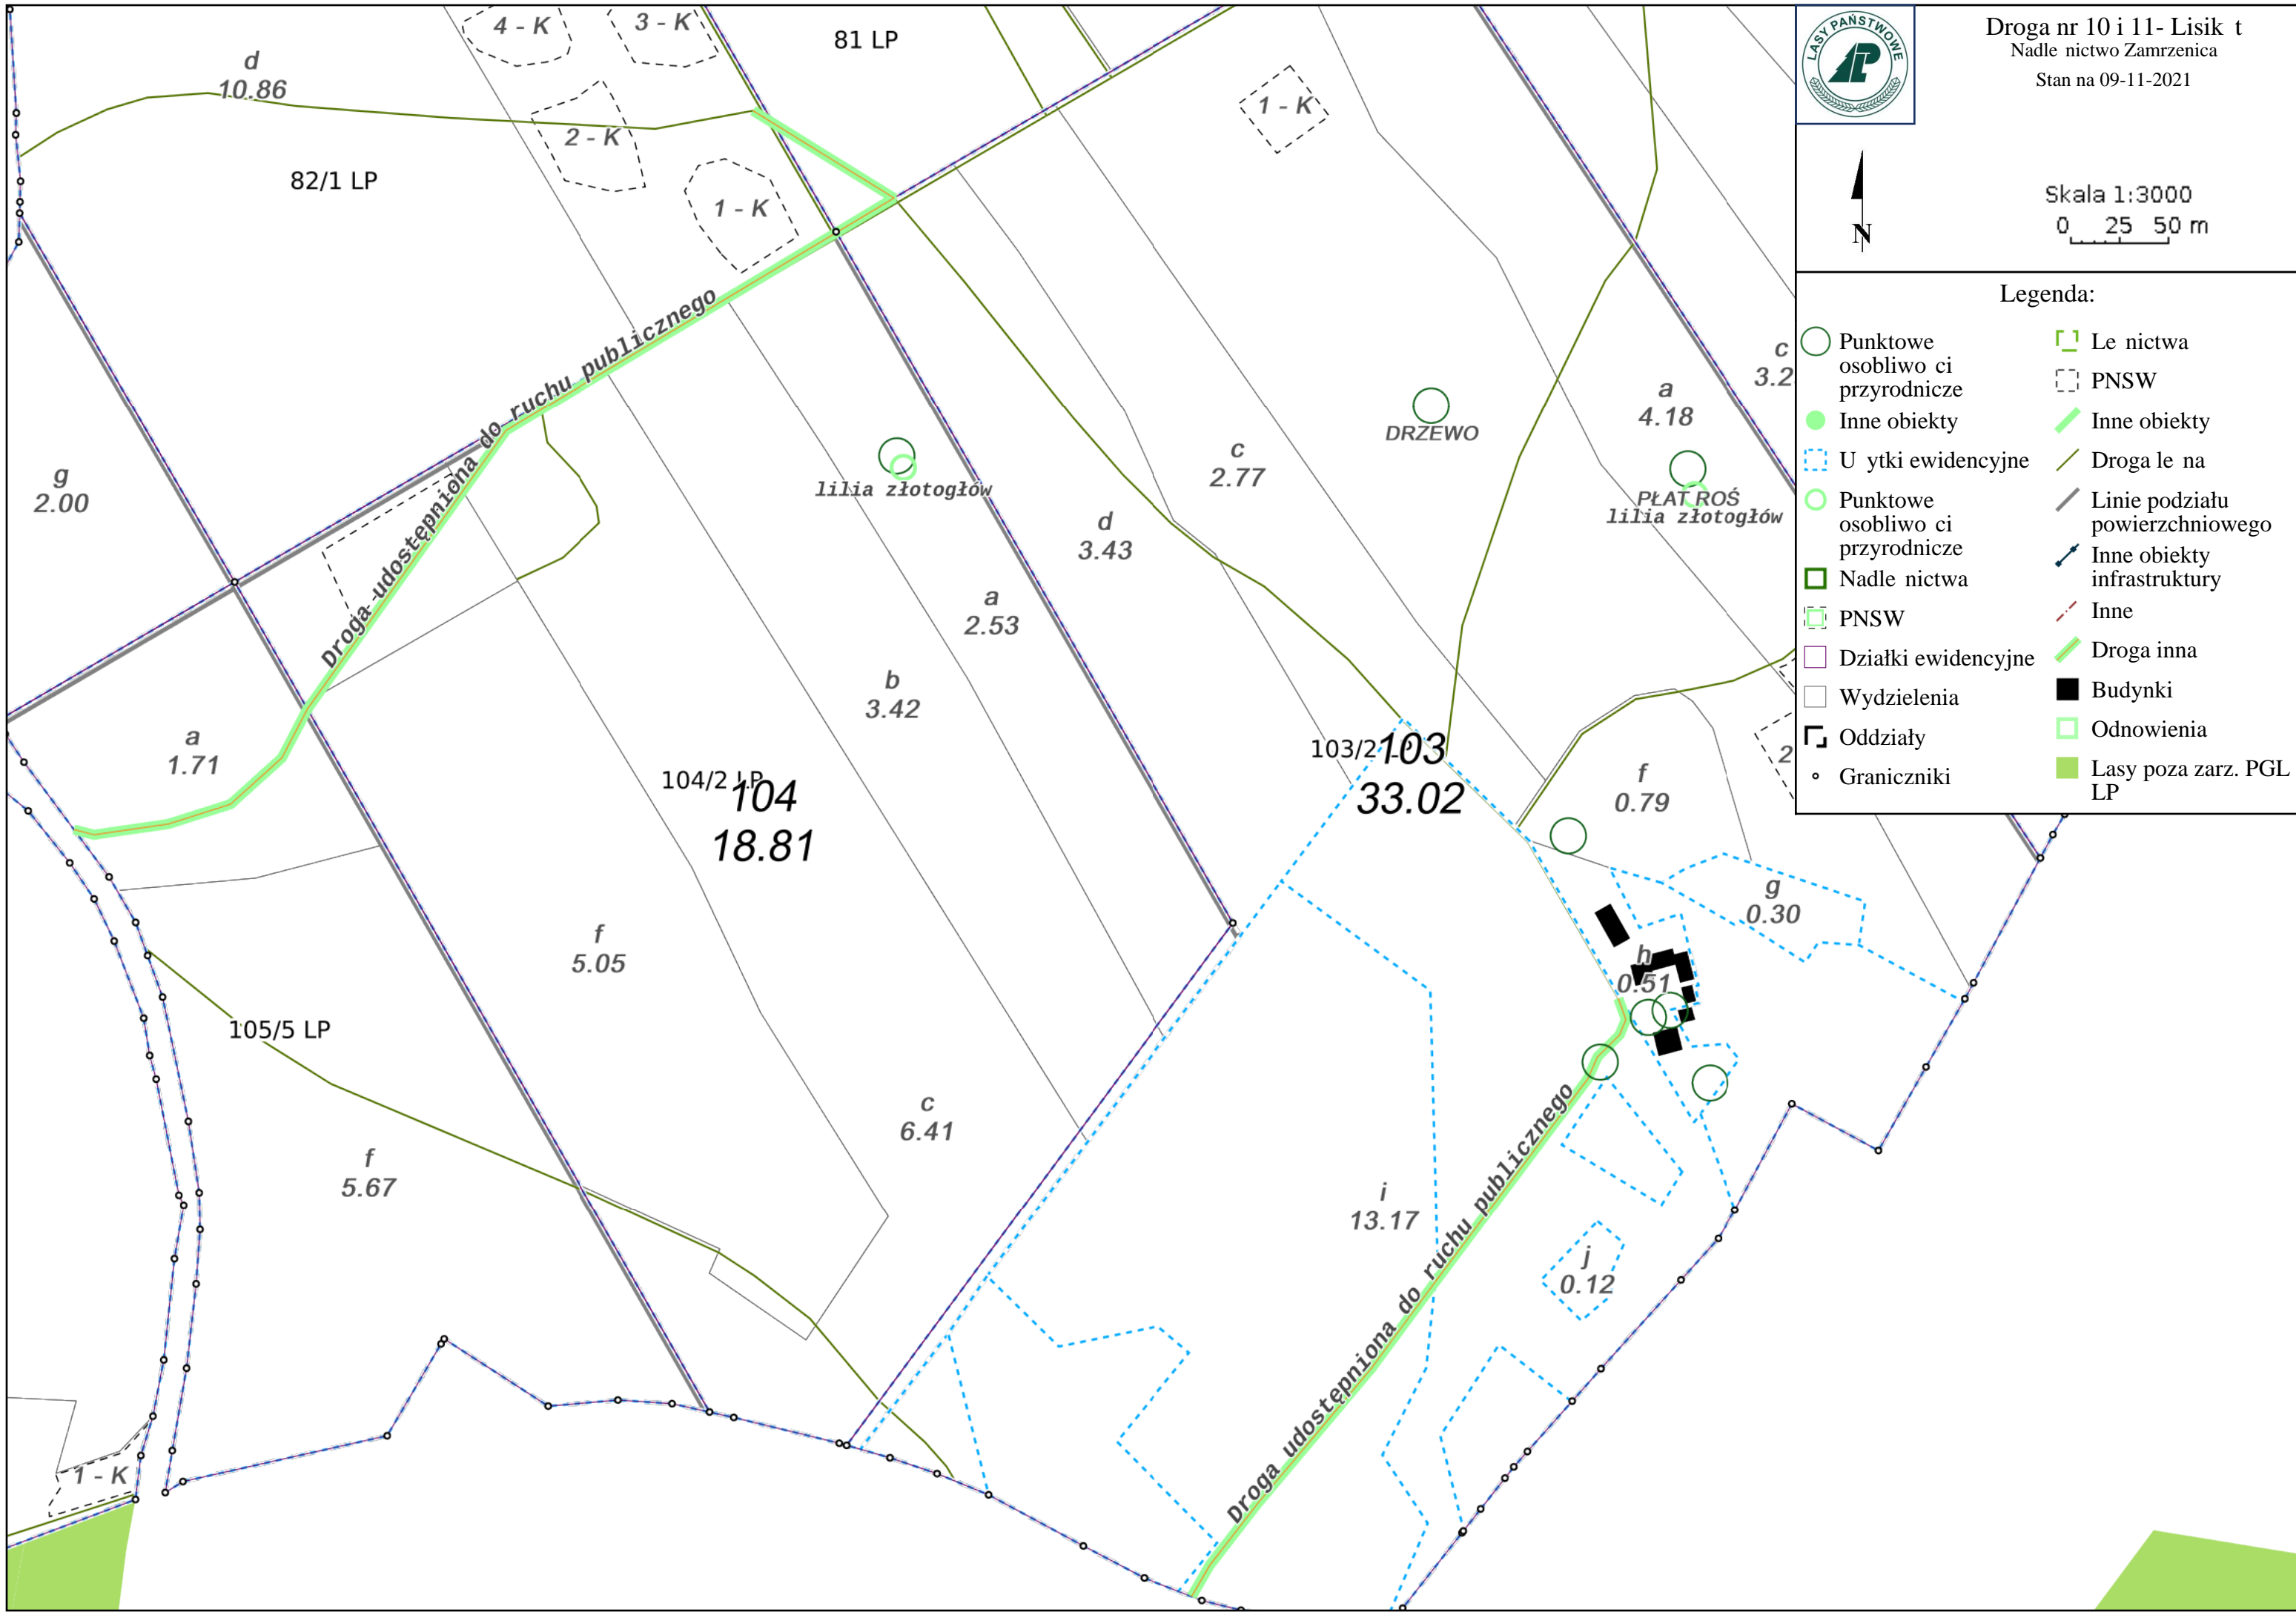 4 - K
3 - K
81 LP
d
10.86
2 - K
1 - K
82/1 LP
1 - K
Droga udostępniona do ruchu publicznego
g
2.00
lilia złotogłów
DRZEWO
c
2.77
d
3.43
a
4.18
c
3.2
PŁAT ROŚ
lilia złotogłów
a
2.53
b
3.42
a
1.71
104/2 LP
104
18.81
103/2
103
33.02
f
0.79
2
g
0.30
h
0.51
f
5.05
105/5 LP
c
6.41
f
5.67
i
13.17
j
0.12
Droga udostępniona do ruchu publicznego
1 - K
LASY PAŃSTWOWE
Droga nr 10 i 11- Lisik t
Nadle nictwo Zamrzenica
Stan na 09-11-2021
N
Skala 1:3000
0 25 50 m
Legenda:
Punktowe
osobliwo ci
przyrodnicze
Inne obiekty
U ytki ewidencyjne
Punktowe
osobliwo ci
przyrodnicze
Nadle nictwa
PNSW
Działki ewidencyjne
Wydzielenia
Oddziały
Graniczniki
Le nictwa
PNSW
Inne obiekty
Droga le na
Linie podziału
powierzchniowego
Inne obiekty
infrastruktury
Inne
Droga inna
Budynki
Odnowienia
Lasy poza zarz. PGL
LP